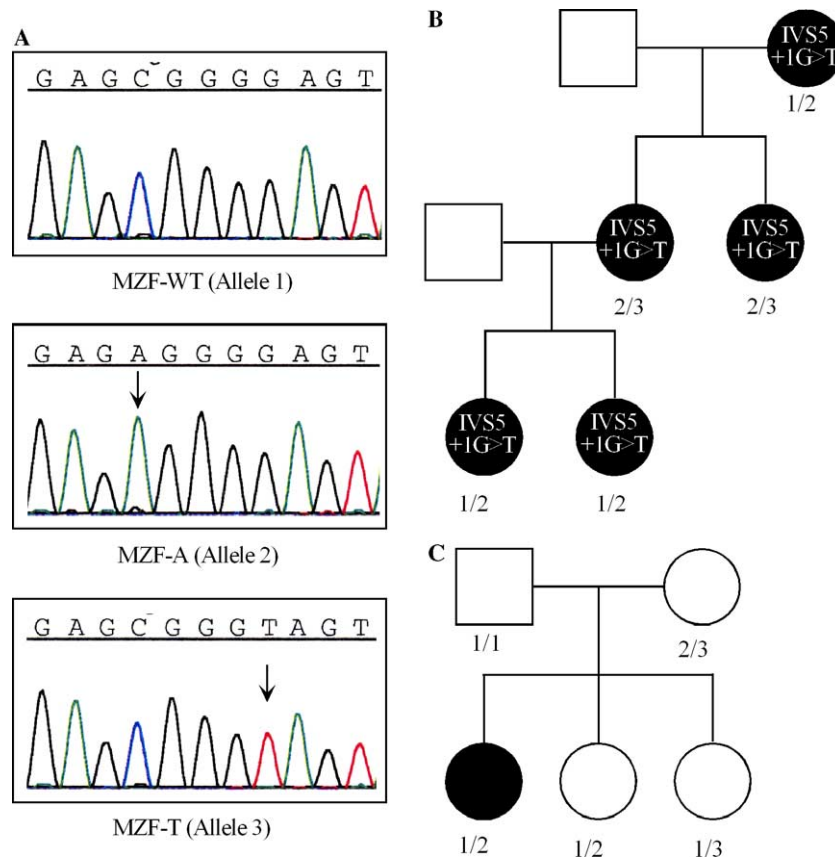 A
G A G C G G G G A G T
MZF-WT (Allele 1)
G A G A G G G G A G T
MZF-A (Allele 2)
G A G C G G G T A G T
MZF-T (Allele 3)
B
IVS5
+1G>T
1/2
IVS5
+1G>T
IVS5
+1G>T
2/3
2/3
IVS5
+1G>T
IVS5
+1G>T
1/2
1/2
C
1/1
2/3
1/2
1/2
1/3